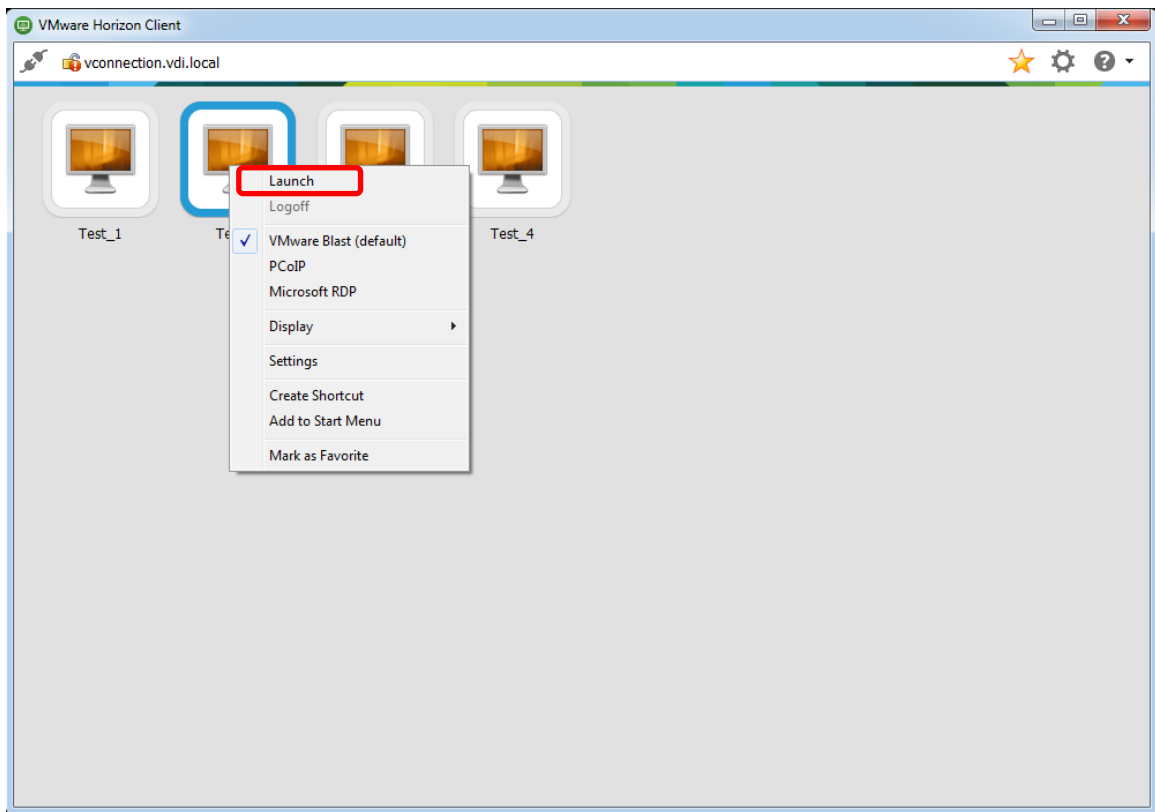 VMware Horizon Client
vconnection.vdi.local
Test_1
Te
Test_4
Launch
Logoff
VMware Blast (default)
PCoIP
Microsoft RDP
Display
Settings
Create Shortcut
Add to Start Menu
Mark as Favorite